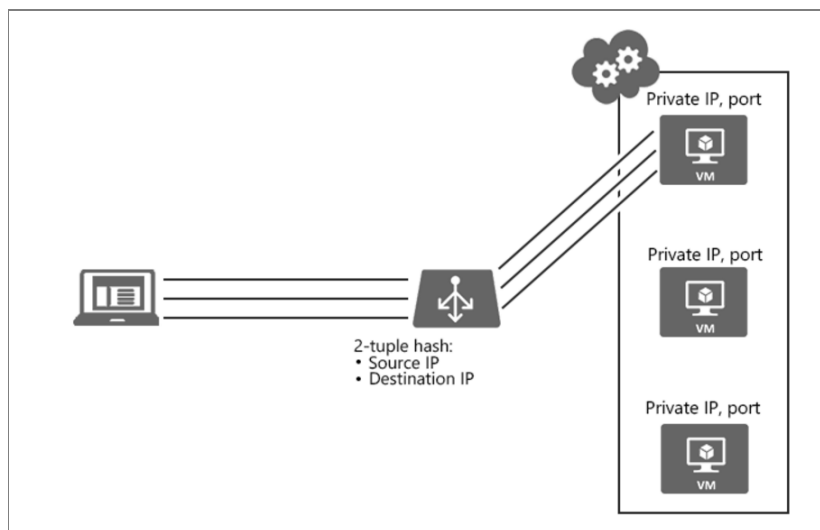 Private IP, port
VM
Private IP, port
VM
2-tuple hash:
• Source IP
• Destination IP
Private IP, port
VM